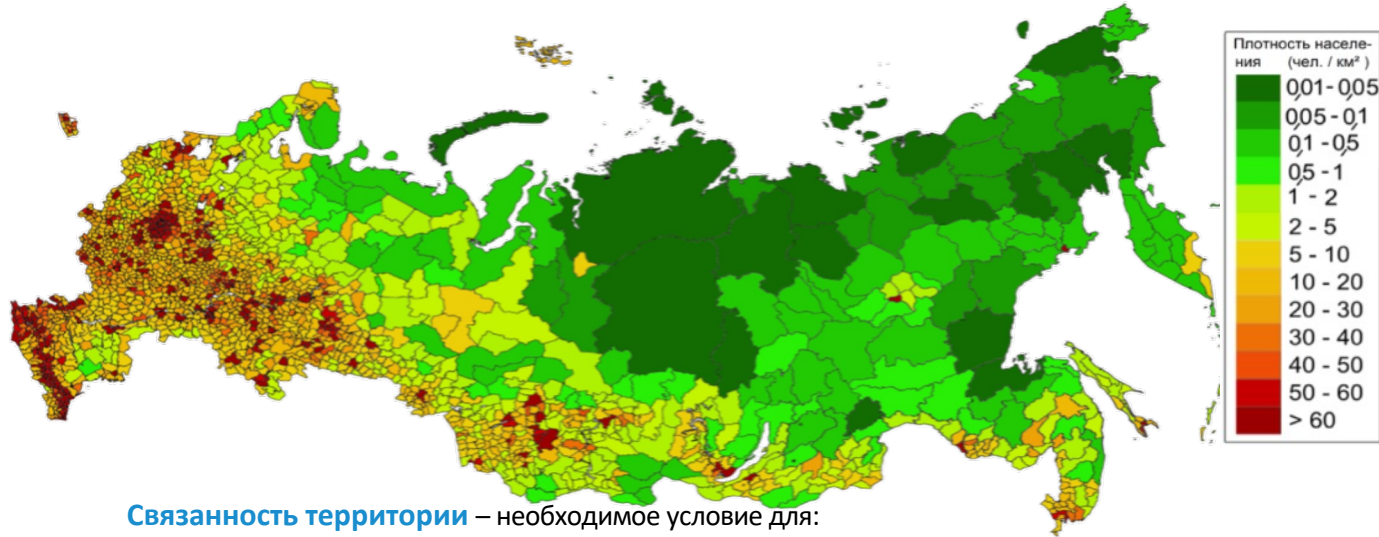 Плотность населе-
ния (чел. / км² )
0,01 - 0,05
0,05 - 0,1
0,1 - 0,5
0,5 - 1
1 - 2
2 - 5
5 - 10
10 - 20
20 - 30
30 - 40
40 - 50
50 - 60
> 60
Связанность территории – необходимое условие для: